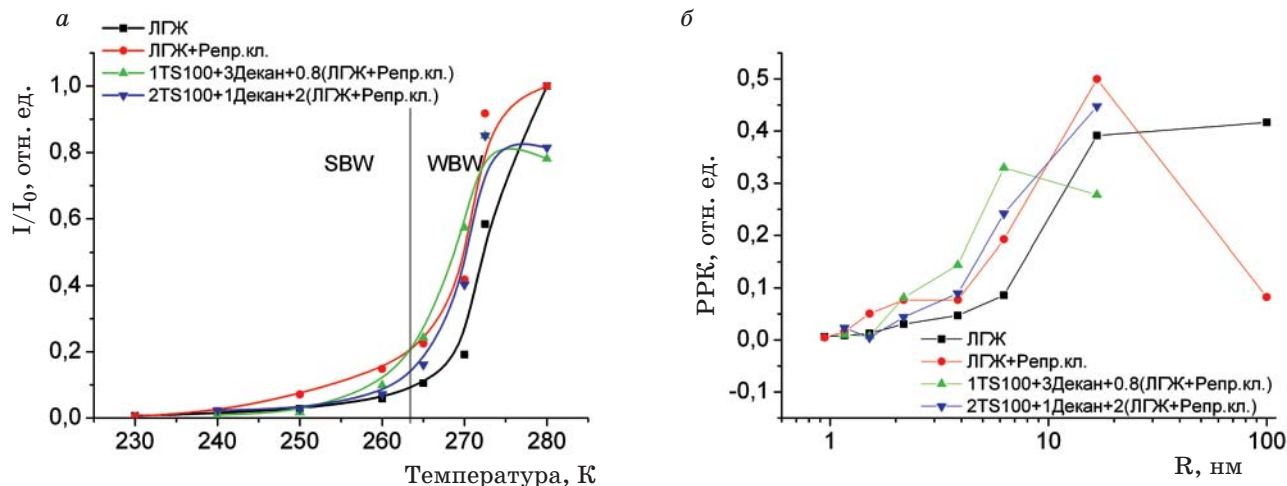 а
ЛГЖ
ЛГЖ+Репр.кл.
1TS100+3Декан+0.8(ЛГЖ+Репр.кл.)
2TS100+1Декан+2(ЛГЖ+Репр.кл.)
I/I₀, отн. ед.
1,0
0,8
0,6
0,4
0,2
0,0
SBW
WBW
230
240
250
260
270
280
Температура, К
б
РРК, отн. ед.
0,5
0,4
0,3
0,2
0,1
0,0
-0,1
ЛГЖ
ЛГЖ+Репр.кл.
1TS100+3Декан+0.8(ЛГЖ+Репр.кл.)
2TS100+1Декан+2(ЛГЖ+Репр.кл.)
1
10
100
R, нм